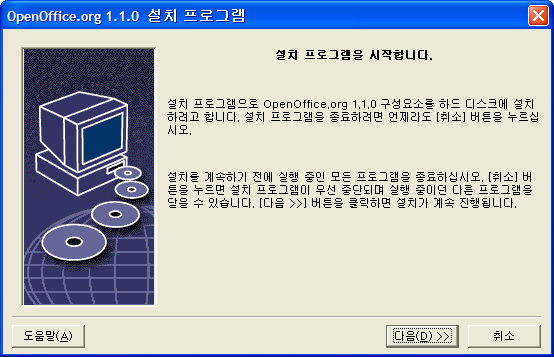 OpenOffice.org 1.1.0 설치 프로그램
설치 프로그램을 시작합니다.
설치 프로그램으로 OpenOffice.org 1.1.0 구성요소를 하드 디스크에 설치
하려고 합니다. 설치 프로그램을 종료하려면 언제라도 [취소] 버튼을 누르십
시오.
설치를 계속하기 전에 실행 중인 모든 프로그램을 종료하십시오. [취소] 버
튼을 누르면 설치 프로그램이 우선 중단되며 실행 중이던 다른 프로그램을
닫을 수 있습니다. [다음 >>] 버튼을 클릭하면 설치가 계속 진행됩니다.
도움말(A)
다음(D) >>
취소